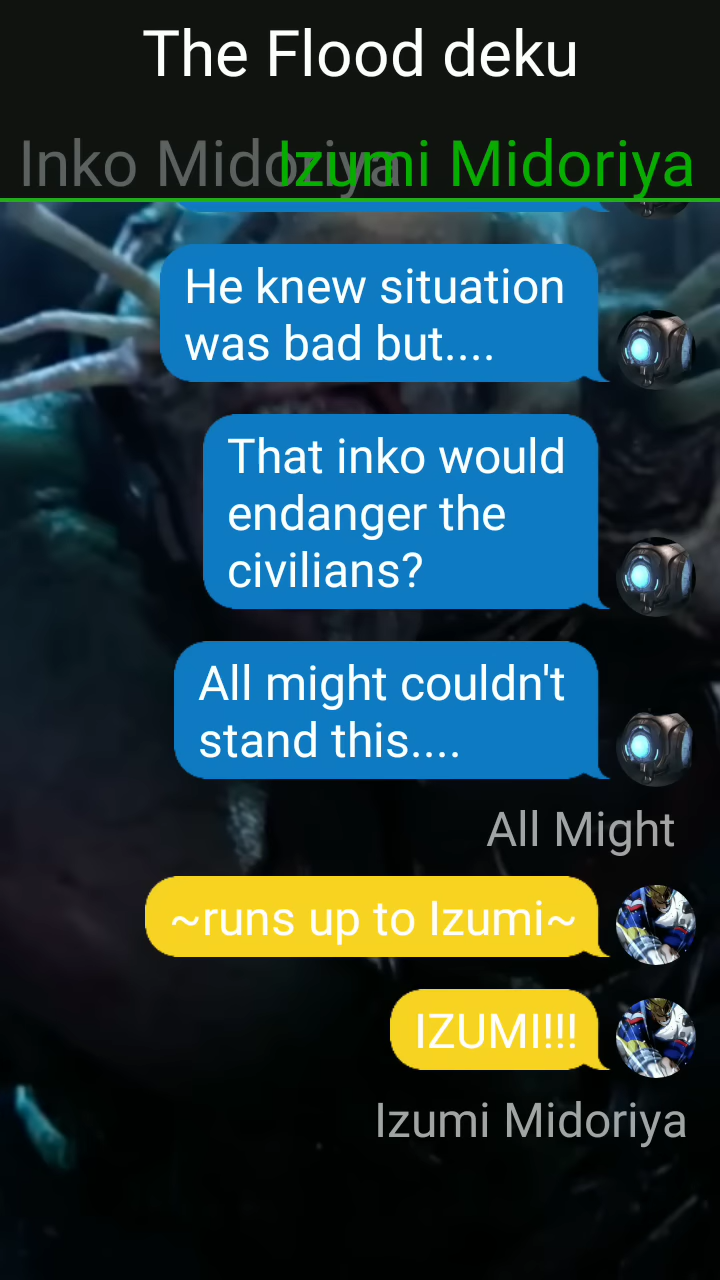 The Flood deku
Inko Midoriya
Izumi Midoriya
He knew situation
was bad but....
That inko would
endanger the
civilians?
All might couldn't
stand this....
All Might
~runs up to Izumi~
IZUMI!!!
Izumi Midoriya